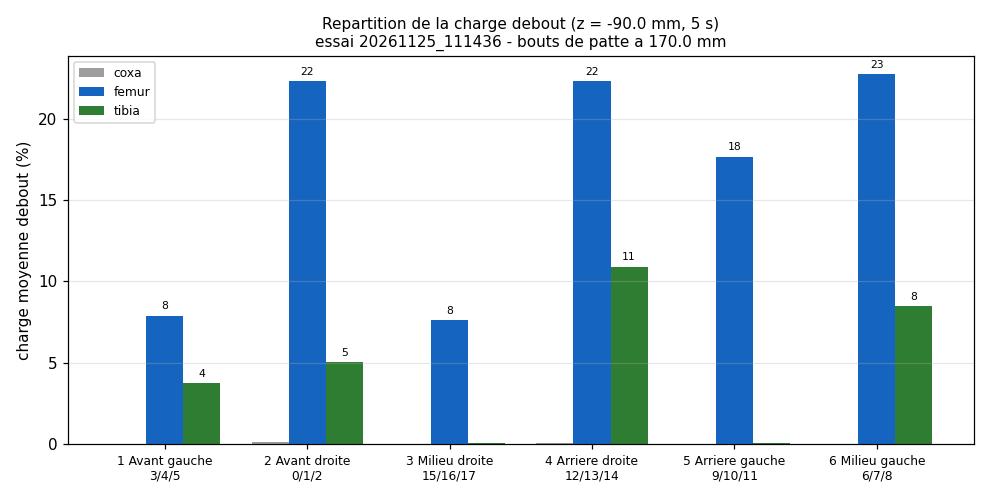 Repartition de la charge debout (z = -90.0 mm, 5 s)
essai 20261125_111436 - bouts de patte a 170.0 mm
coxa
femur
tibia
charge moyenne debout (%)
20
15
10
5
0
8
4
22
5
8
22
11
18
23
8
1 Avant gauche
3/4/5
2 Avant droite
0/1/2
3 Milieu droite
15/16/17
4 Arriere droite
12/13/14
5 Arriere gauche
9/10/11
6 Milieu gauche
6/7/8